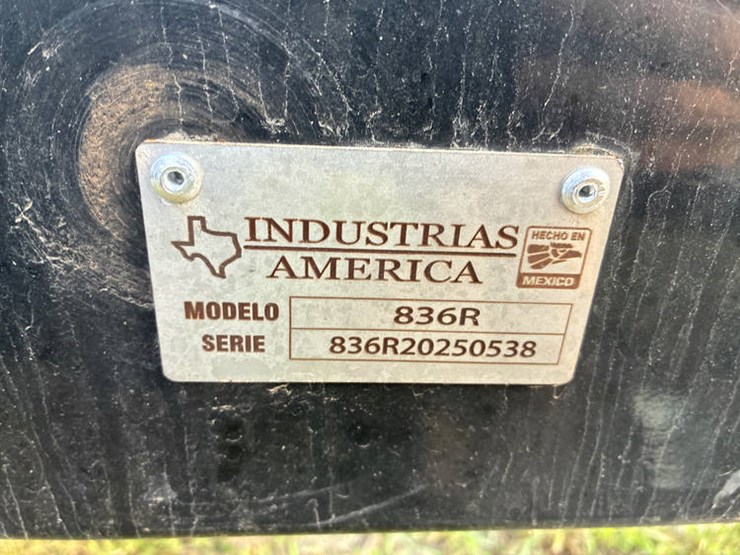 INDUSTRIAS
AMERICA
HECHO EN
MEXICO
MODELO 836R
SERIE 836R20250538